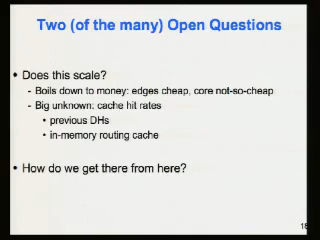 Two (of the many) Open Questions
• Does this scale?
- Boils down to money: edges cheap, core not-so-cheap
- Big unknown: cache hit rates
• previous DHs
• in-memory routing cache
• How do we get there from here?
18